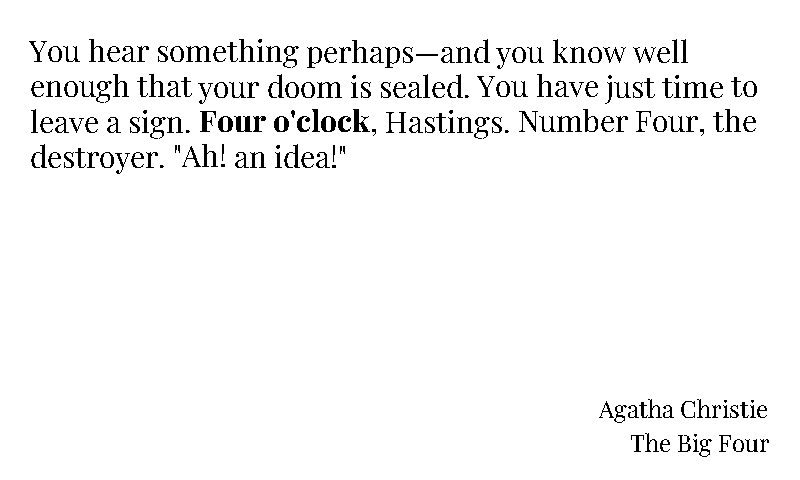 You hear something perhaps—and you know well
enough that your doom is sealed. You have just time to
leave a sign. Four o'clock, Hastings. Number Four, the
destroyer. "Ah! an idea!"
Agatha Christie
The Big Four